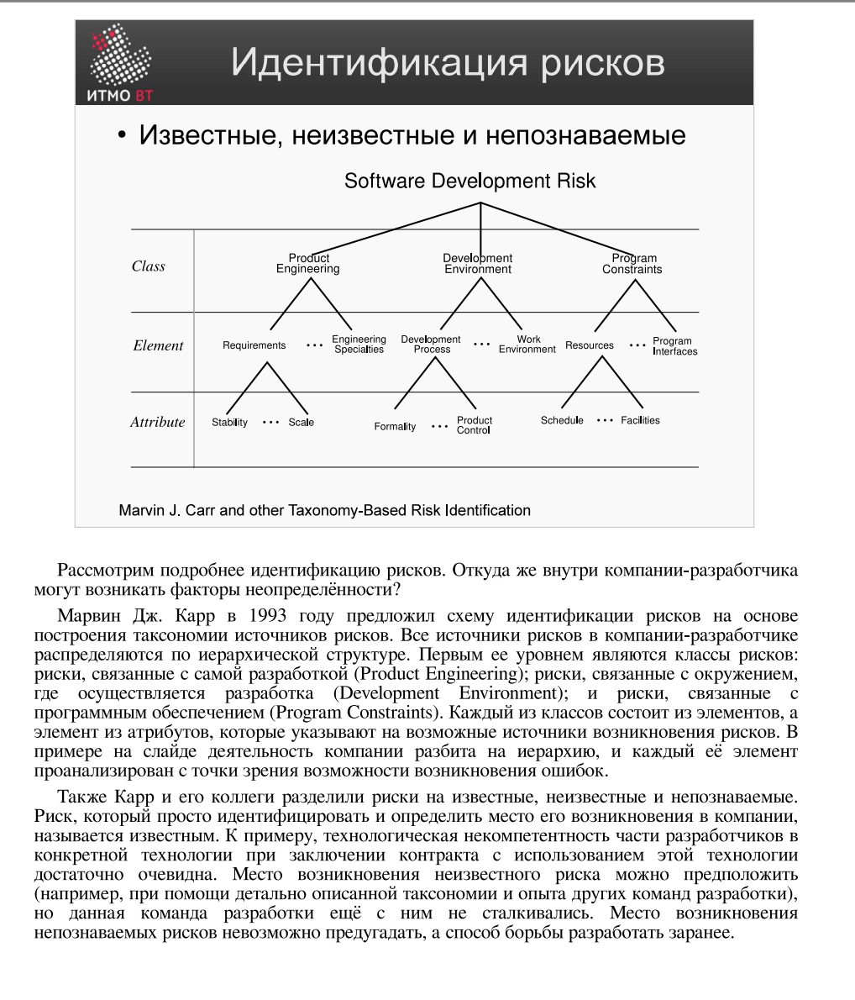 ИТМО ВТ
Идентификация рисков
• Известные, неизвестные и непознаваемые
Software Development Risk
Class
Product
Engineering
Development
Environment
Program
Constraints
Element
Requirements
...
Engineering
Specialties
Development
Process
...
Work
Environment
Resources
...
Program
Interfaces
Attribute
Stability
...
Scale
Formality
...
Product
Control
Schedule
...
Facilities
Marvin J. Carr and other Taxonomy-Based Risk Identification
Рассмотрим подробнее идентификацию рисков. Откуда же внутри компании-разработчика
могут возникать факторы неопределённости?
Марвин Дж. Карр в 1993 году предложил схему идентификации рисков на основе
построения таксономии источников рисков. Все источники рисков в компании-разработчике
распределяются по иерархической структуре. Первым ее уровнем являются классы рисков:
риски, связанные с самой разработкой (Product Engineering); риски, связанные с окружением,
где осуществляется разработка (Development Environment); и риски, связанные с
программным обеспечением (Program Constraints). Каждый из классов состоит из элементов, а
элемент из атрибутов, которые указывают на возможные источники возникновения рисков. В
примере на слайде деятельность компании разбита на иерархию, и каждый её элемент
проанализирован с точки зрения возможности возникновения ошибок.
Также Карр и его коллеги разделили риски на известные, неизвестные и непознаваемые.
Риск, который просто идентифицировать и определить место его возникновения в компании,
называется известным. К примеру, технологическая некомпетентность части разработчиков в
конкретной технологии при заключении контракта с использованием этой технологии
достаточно очевидна. Место возникновения неизвестного риска можно предположить
(например, при помощи детально описанной таксономии и опыта других команд разработки),
но данная команда разработки ещё с ним не сталкивались. Место возникновения
непознаваемых рисков невозможно предугадать, а способ борьбы разработать заранее.